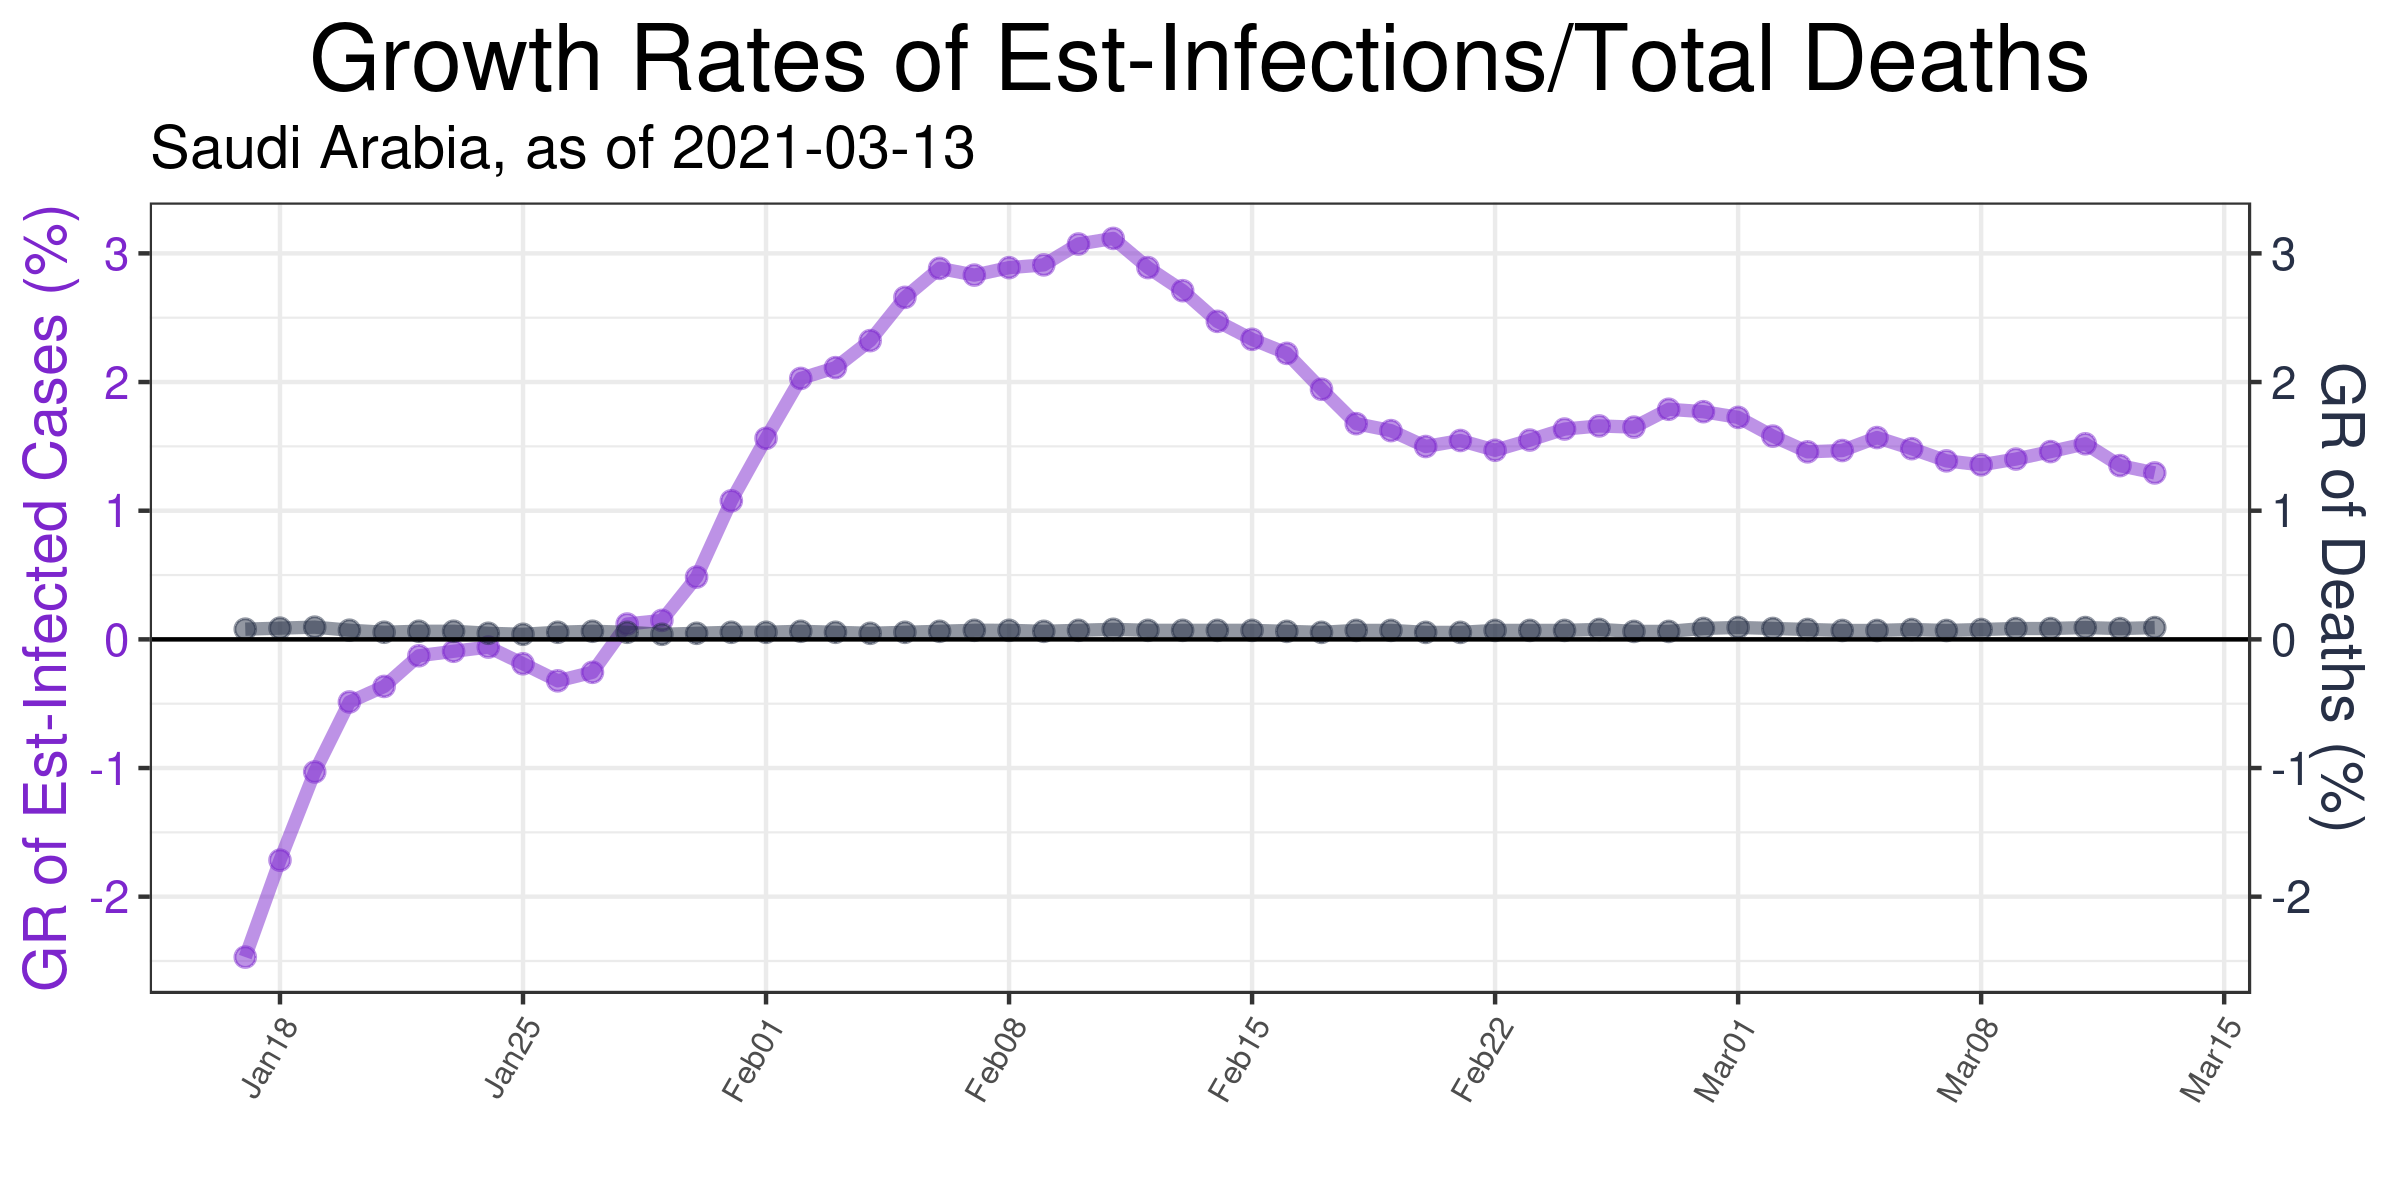 Growth Rates of Est-Infections/Total Deaths
Saudi Arabia, as of 2021-03-13
GR of Est-Infected Cases (%)
3
2
1
0
-1
-2
3
2
1
0
-1
-2
GR of Deaths (%)
Jan18
Jan25
Feb01
Feb08
Feb15
Feb22
Mar01
Mar08
Mar15